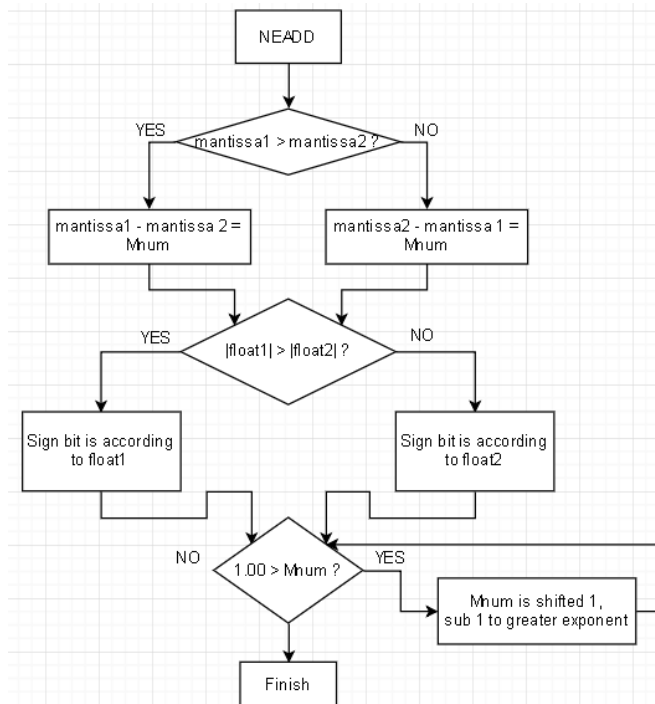 NEADD
YES
NO
mantissa1 > mantissa2 ?
mantissa1 - mantissa 2 =
Mnum
mantissa2 - mantissa 1 =
Mnum
YES
NO
|float1| > |float2| ?
Sign bit is according
to float1
Sign bit is according
to float2
NO
YES
1.00 > Mnum ?
Mnum is shifted 1,
sub 1 to greater exponent
Finish